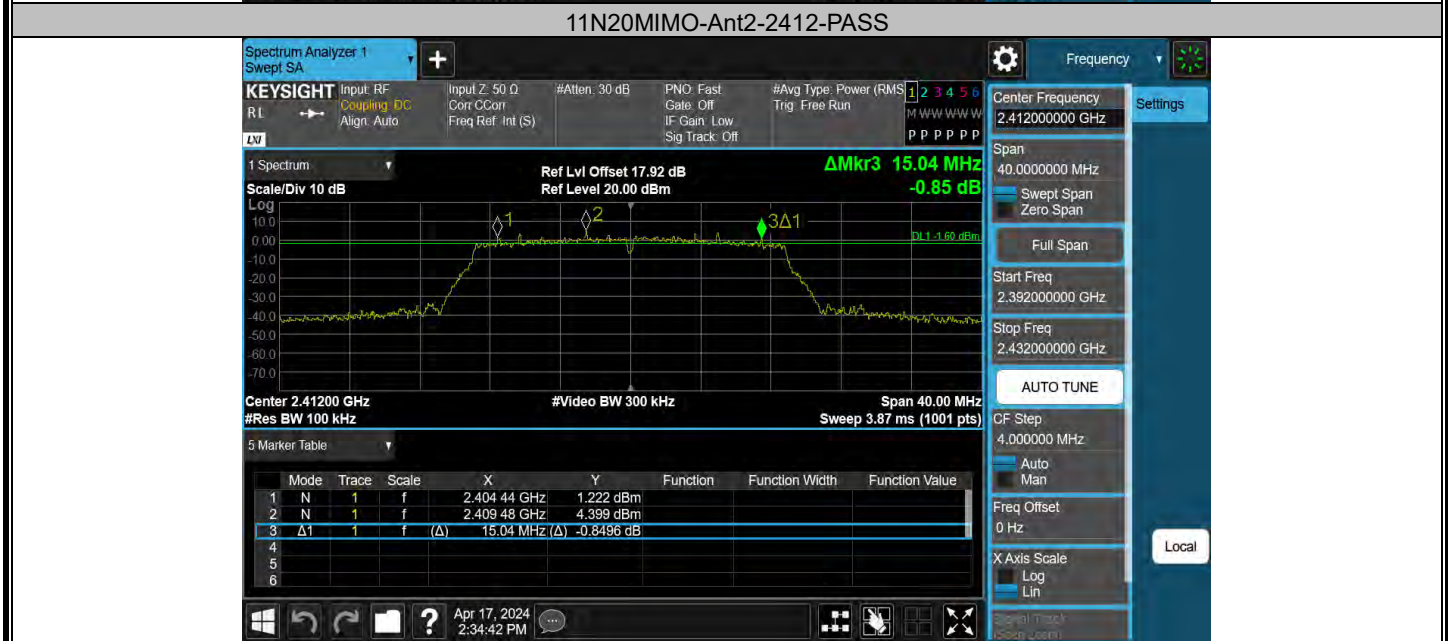 11N20MIMO-Ant2-2412-PASS
Spectrum Analyzer 1
Swept SA
+
Frequency
KEYSIGHT
RL
LXI
Input: RF
Coupling: DC
Align: Auto
Input Z: 50 Ω
Corr CCorr
Freq Ref: Int (S)
#Atten: 30 dB
PNO: Fast
Gate: Off
IF Gain: Low
Sig Track: Off
#Avg Type: Power (RMS
Trig: Free Run
1 2 3 4 5 6
M W W W W W
P P P P P P
Center Frequency
2.412000000 GHz
Settings
Span
40.0000000 MHz
Swept Span
Zero Span
Full Span
Start Freq
2.392000000 GHz
Stop Freq
2.432000000 GHz
AUTO TUNE
CF Step
4.000000 MHz
Auto
Man
Freq Offset
0 Hz
X Axis Scale
Log
Lin
Local
1 Spectrum
Scale/Div 10 dB
Ref Lvl Offset 17.92 dB
Ref Level 20.00 dBm
ΔMkr3 15.04 MHz
-0.85 dB
Log
10.0
0.00
-10.0
-20.0
-30.0
-40.0
-50.0
-60.0
-70.0
1
2
3Δ1
DL1 -1.60 dBm
Center 2.41200 GHz
#Video BW 300 kHz
Span 40.00 MHz
#Res BW 100 kHz
Sweep 3.87 ms (1001 pts)
5 Marker Table
Mode Trace Scale X Y Function Function Width Function Value
1 N 1 f 2.404 44 GHz 1.222 dBm
2 N 1 f 2.409 48 GHz 4.399 dBm
3 Δ1 1 f (Δ) 15.04 MHz (Δ) -0.8496 dB
4
5
6
?
Apr 17, 2024
2:34:42 PM